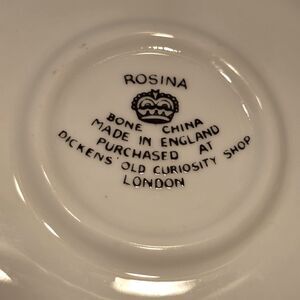 ROSINA
BONE CHINA
MADE IN ENGLAND
PURCHASED AT
DICKENS' OLD CURIOSITY SHOP
LONDON